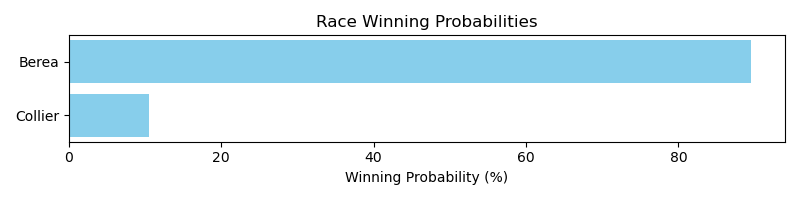 Race Winning Probabilities
Berea
Collier
0 20 40 60 80
Winning Probability (%)